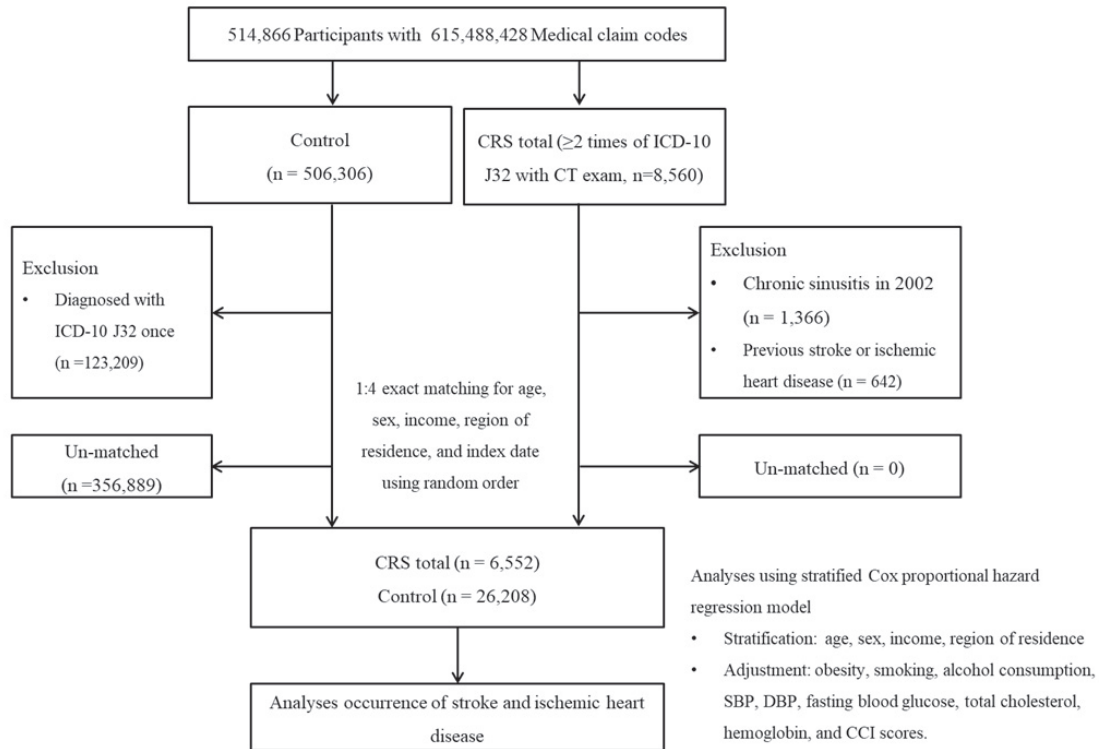 514,866 Participants with 615,488,428 Medical claim codes
Control
(n = 506,306)
CRS total (≥2 times of ICD-10
J32 with CT exam, n=8,560)
Exclusion
• Diagnosed with
ICD-10 J32 once
(n =123,209)
Exclusion
• Chronic sinusitis in 2002
(n = 1,366)
• Previous stroke or ischemic
heart disease (n = 642)
1:4 exact matching for age,
sex, income, region of
residence, and index date
using random order
Un-matched
(n =356,889)
Un-matched (n = 0)
CRS total (n = 6,552)
Control (n = 26,208)
Analyses using stratified Cox proportional hazard
regression model
• Stratification: age, sex, income, region of residence
• Adjustment: obesity, smoking, alcohol consumption,
SBP, DBP, fasting blood glucose, total cholesterol,
hemoglobin, and CCI scores.
Analyses occurrence of stroke and ischemic heart
disease